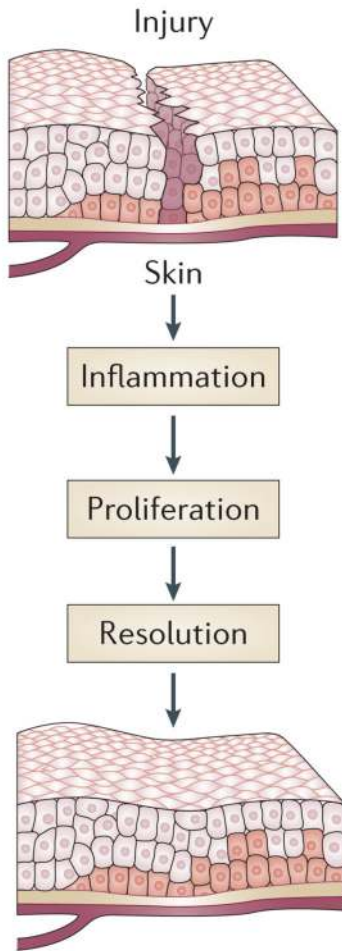 Injury
Skin
Inflammation
Proliferation
Resolution